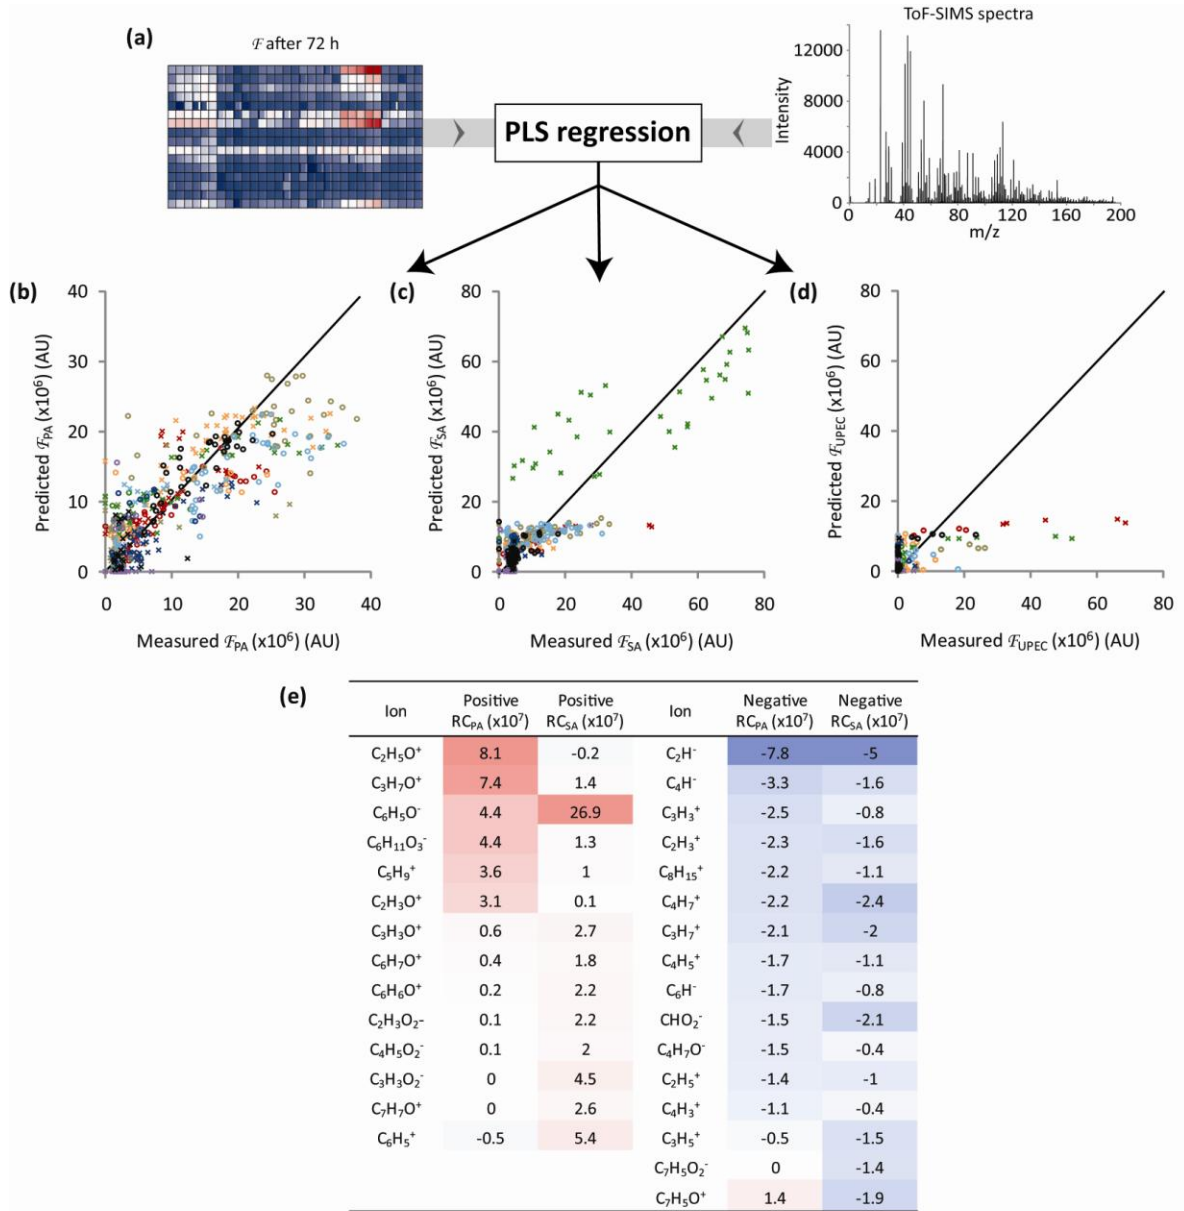 (a)
ℱ after 72 h
PLS regression
ToF-SIMS spectra
Intensity
12000
8000
4000
0
0 40 80 120 160 200
m/z
(b)
Predicted ℱPA (x10⁶) (AU)
40
30
20
10
0
0 10 20 30 40
Measured ℱPA (x10⁶) (AU)
(c)
Predicted ℱSA (x10⁶) (AU)
80
60
40
20
0
0 20 40 60 80
Measured ℱSA (x10⁶) (AU)
(d)
Predicted ℱUPEC (x10⁶) (AU)
80
60
40
20
0
0 20 40 60 80
Measured ℱUPEC (x10⁶) (AU)
(e)
Ion Positive RCPA (x10⁷) Positive RCSA (x10⁷) Ion Negative RCPA (x10⁷) Negative RCSA (x10⁷)
C₂H₅O⁺ 8.1 -0.2 C₂H⁻ -7.8 -5
C₃H₇O⁺ 7.4 1.4 C₄H⁻ -3.3 -1.6
C₆H₅O⁻ 4.4 26.9 C₃H₃⁺ -2.5 -0.8
C₆H₁₁O₃⁻ 4.4 1.3 C₂H₃⁺ -2.3 -1.6
C₅H₉⁺ 3.6 1 C₈H₁₅⁺ -2.2 -1.1
C₂H₃O⁺ 3.1 0.1 C₄H₇⁺ -2.2 -2.4
C₃H₃O⁺ 0.6 2.7 C₃H₇⁺ -2.1 -2
C₆H₇O⁺ 0.4 1.8 C₄H₅⁺ -1.7 -1.1
C₆H₆O⁺ 0.2 2.2 C₆H⁻ -1.7 -0.8
C₂H₃O₂– 0.1 2.2 CHO₂⁻ -1.5 -2.1
C₄H₅O₂⁻ 0.1 2 C₄H₇O⁻ -1.5 -0.4
C₃H₃O₂⁻ 0 4.5 C₂H₅⁺ -1.4 -1
C₇H₇O⁺ 0 2.6 C₄H₃⁺ -1.1 -0.4
C₆H₅⁺ -0.5 5.4 C₃H₅⁺ -0.5 -1.5
C₇H₅O₂⁻ 0 -1.4
C₇H₅O⁺ 1.4 -1.9